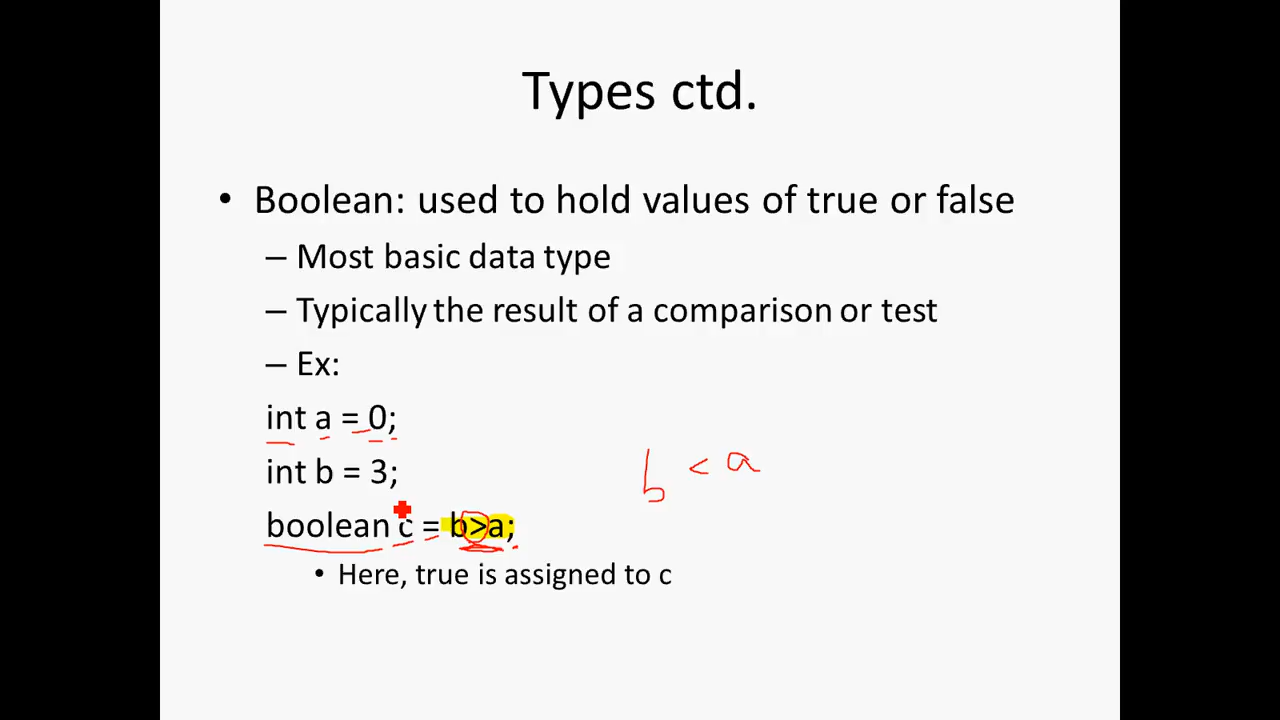 Types ctd.
• Boolean: used to hold values of true or false
– Most basic data type
– Typically the result of a comparison or test
– Ex:
int a = 0;
int b = 3;
b < a
boolean c = b>a;
• Here, true is assigned to c